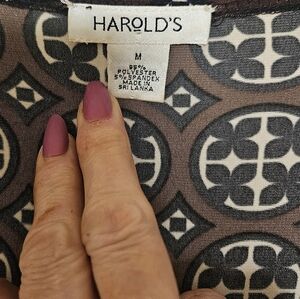 HAROLD'S
M
95%
POLYESTER
5% SPANDEX
MADE IN
SRI LANKA